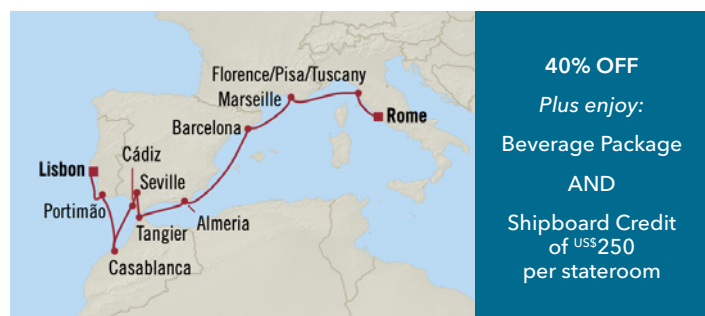 Florence/Pisa/Tuscany
Marseille
Rome
Barcelona
Cádiz
Lisbon
Seville
Portimão
Almeria
Tangier
Casablanca
40% OFF
Plus enjoy:
Beverage Package
AND
Shipboard Credit
of US$250
per stateroom